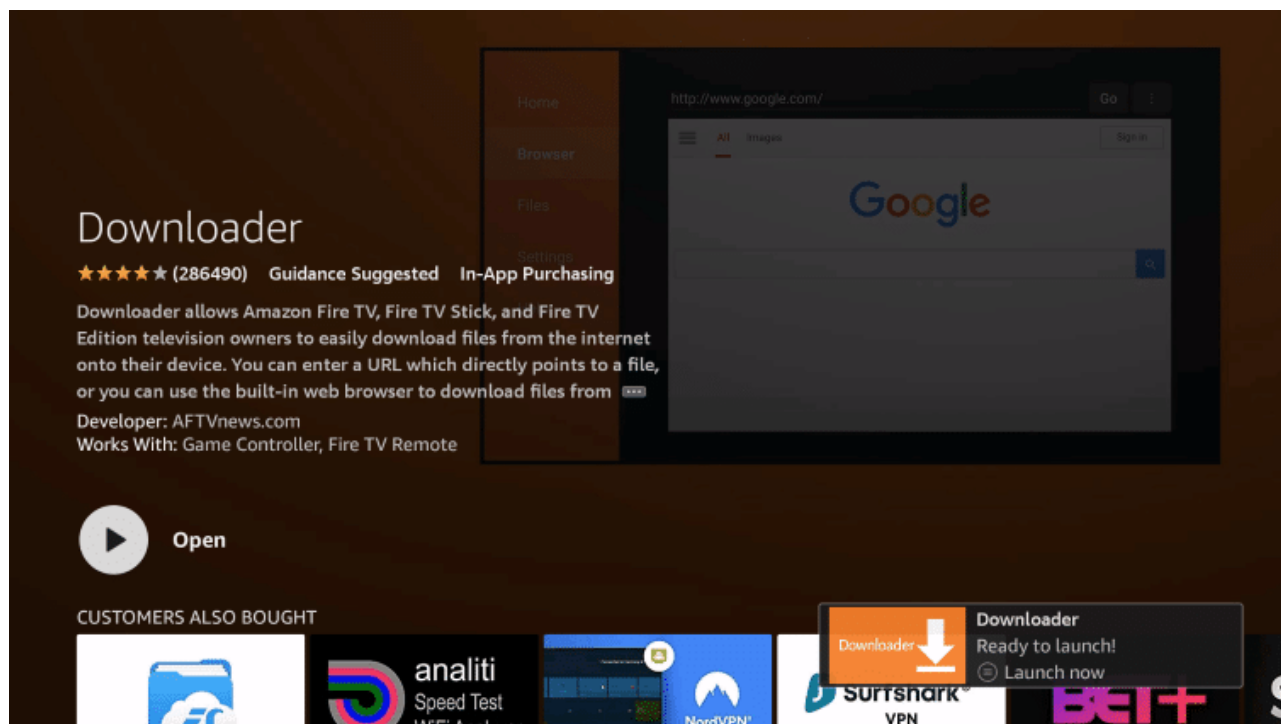 Home
http://www.google.com/
Go
All
Images
Sign in
Browser
Google
Files
Settings
Downloader
(286490) Guidance Suggested In-App Purchasing
Downloader allows Amazon Fire TV, Fire TV Stick, and Fire TV
Edition television owners to easily download files from the internet
onto their device. You can enter a URL which directly points to a file,
or you can use the built-in web browser to download files from
Developer: AFTVnews.com
Works With: Game Controller, Fire TV Remote
Open
CUSTOMERS ALSO BOUGHT
analiti
Speed Test
NordVPN®
Surfshark®
VPN
BET+
Downloader
Downloader
Ready to launch!
Launch now